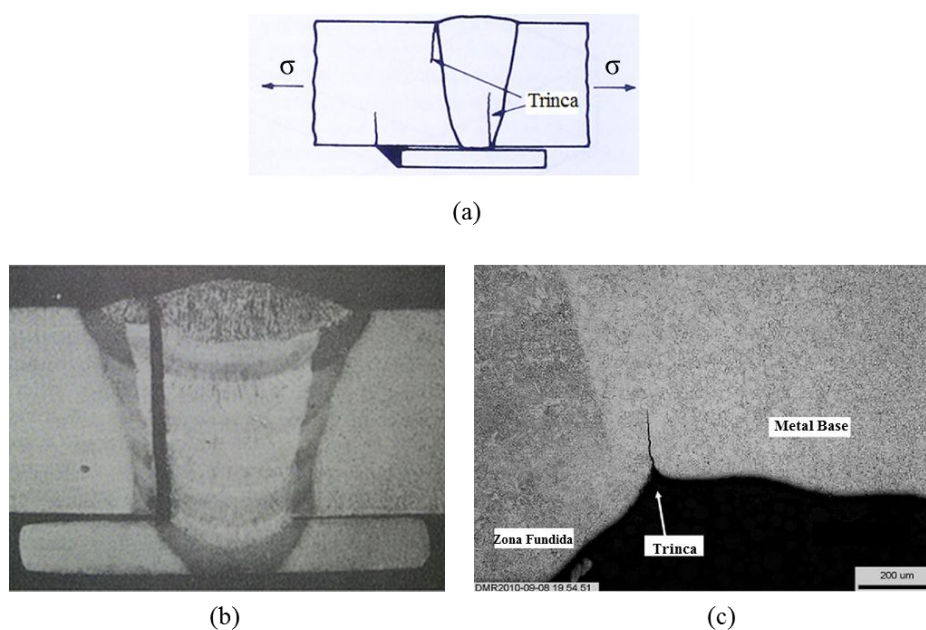 σ
σ
Trinca
(a)
Metal Base
Zona Fundida
Trinca
200 um
DMR2010-09-08 19.54.51
(b)
(c)